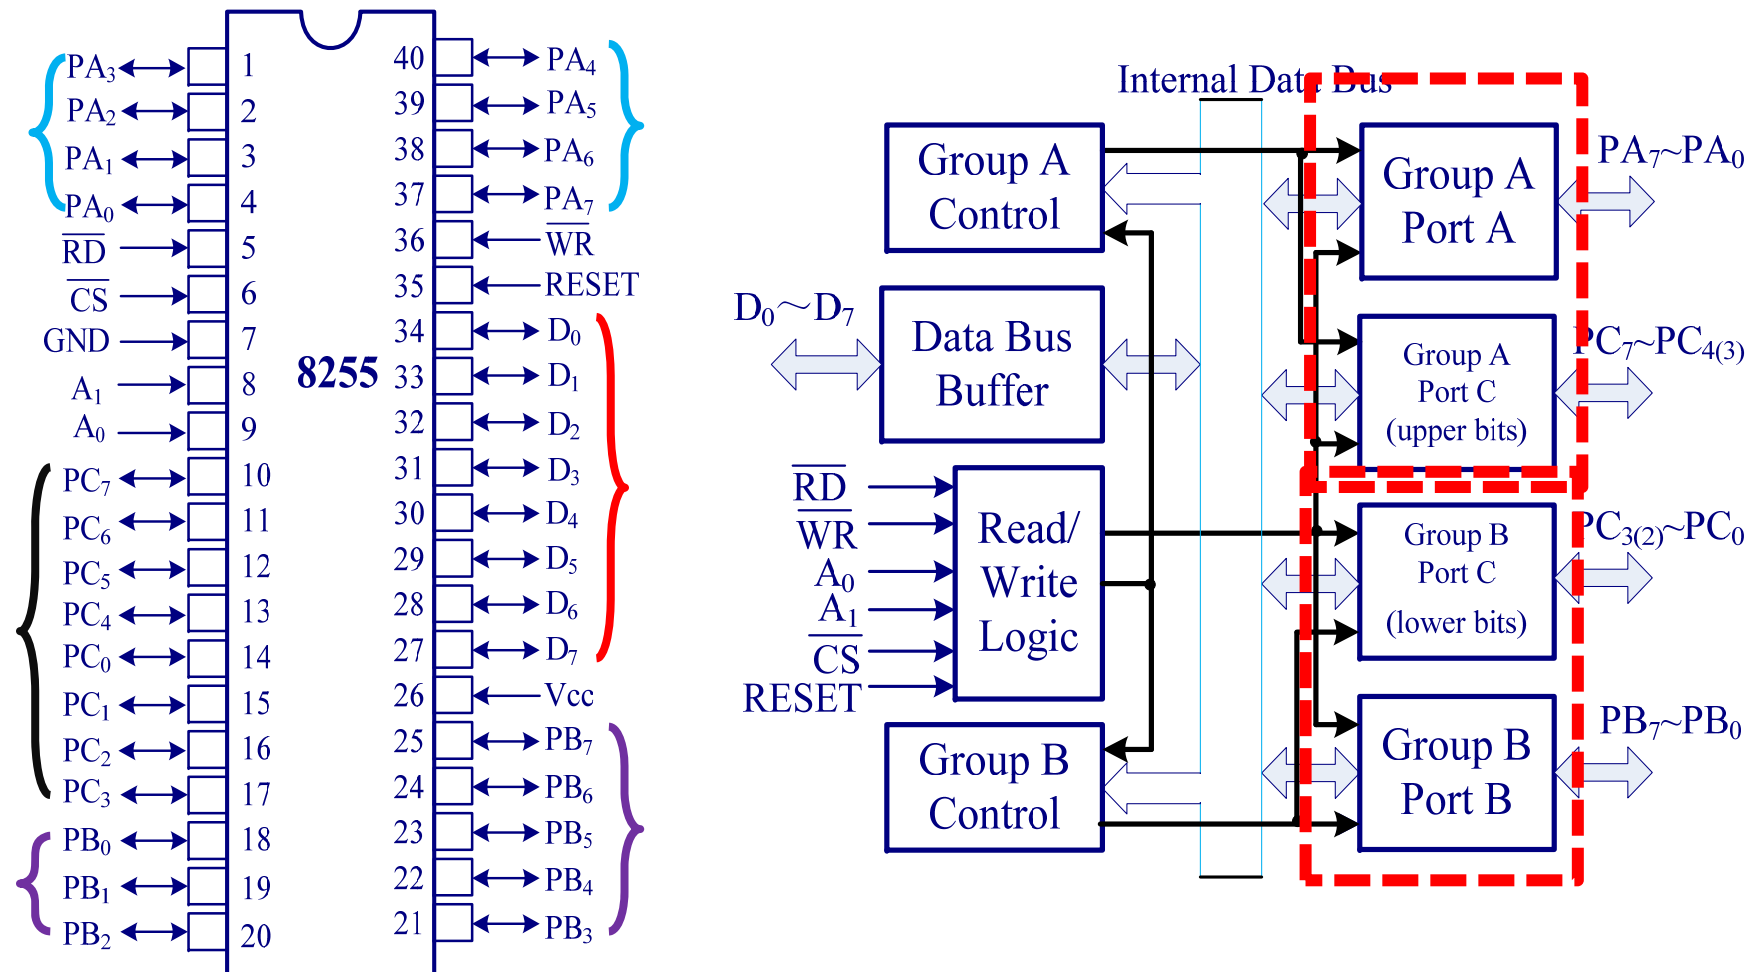 PA₃ 1
PA₂ 2
PA₁ 3
PA₀ 4
R̅D̅ 5
C̅S̅ 6
GND 7
A₁ 8
A₀ 9
PC₇ 10
PC₆ 11
PC₅ 12
PC₄ 13
PC₀ 14
PC₁ 15
PC₂ 16
PC₃ 17
PB₀ 18
PB₁ 19
PB₂ 20
8255
40 PA₄
39 PA₅
38 PA₆
37 PA₇
36 W̅R̅
35 RESET
34 D₀
33 D₁
32 D₂
31 D₃
30 D₄
29 D₅
28 D₆
27 D₇
26 Vcc
25 PB₇
24 PB₆
23 PB₅
22 PB₄
21 PB₃
Internal Data Bus
Group A
Control
D₀～D₇
Data Bus
Buffer
R̅D̅
W̅R̅
A₀
A₁
C̅S̅
RESET
Read/
Write
Logic
Group B
Control
Group A
Port A
PA₇~PA₀
Group A
Port C
(upper bits)
PC₇~PC₄₍₃₎
Group B
Port C
(lower bits)
PC₃₍₂₎~PC₀
Group B
Port B
PB₇~PB₀